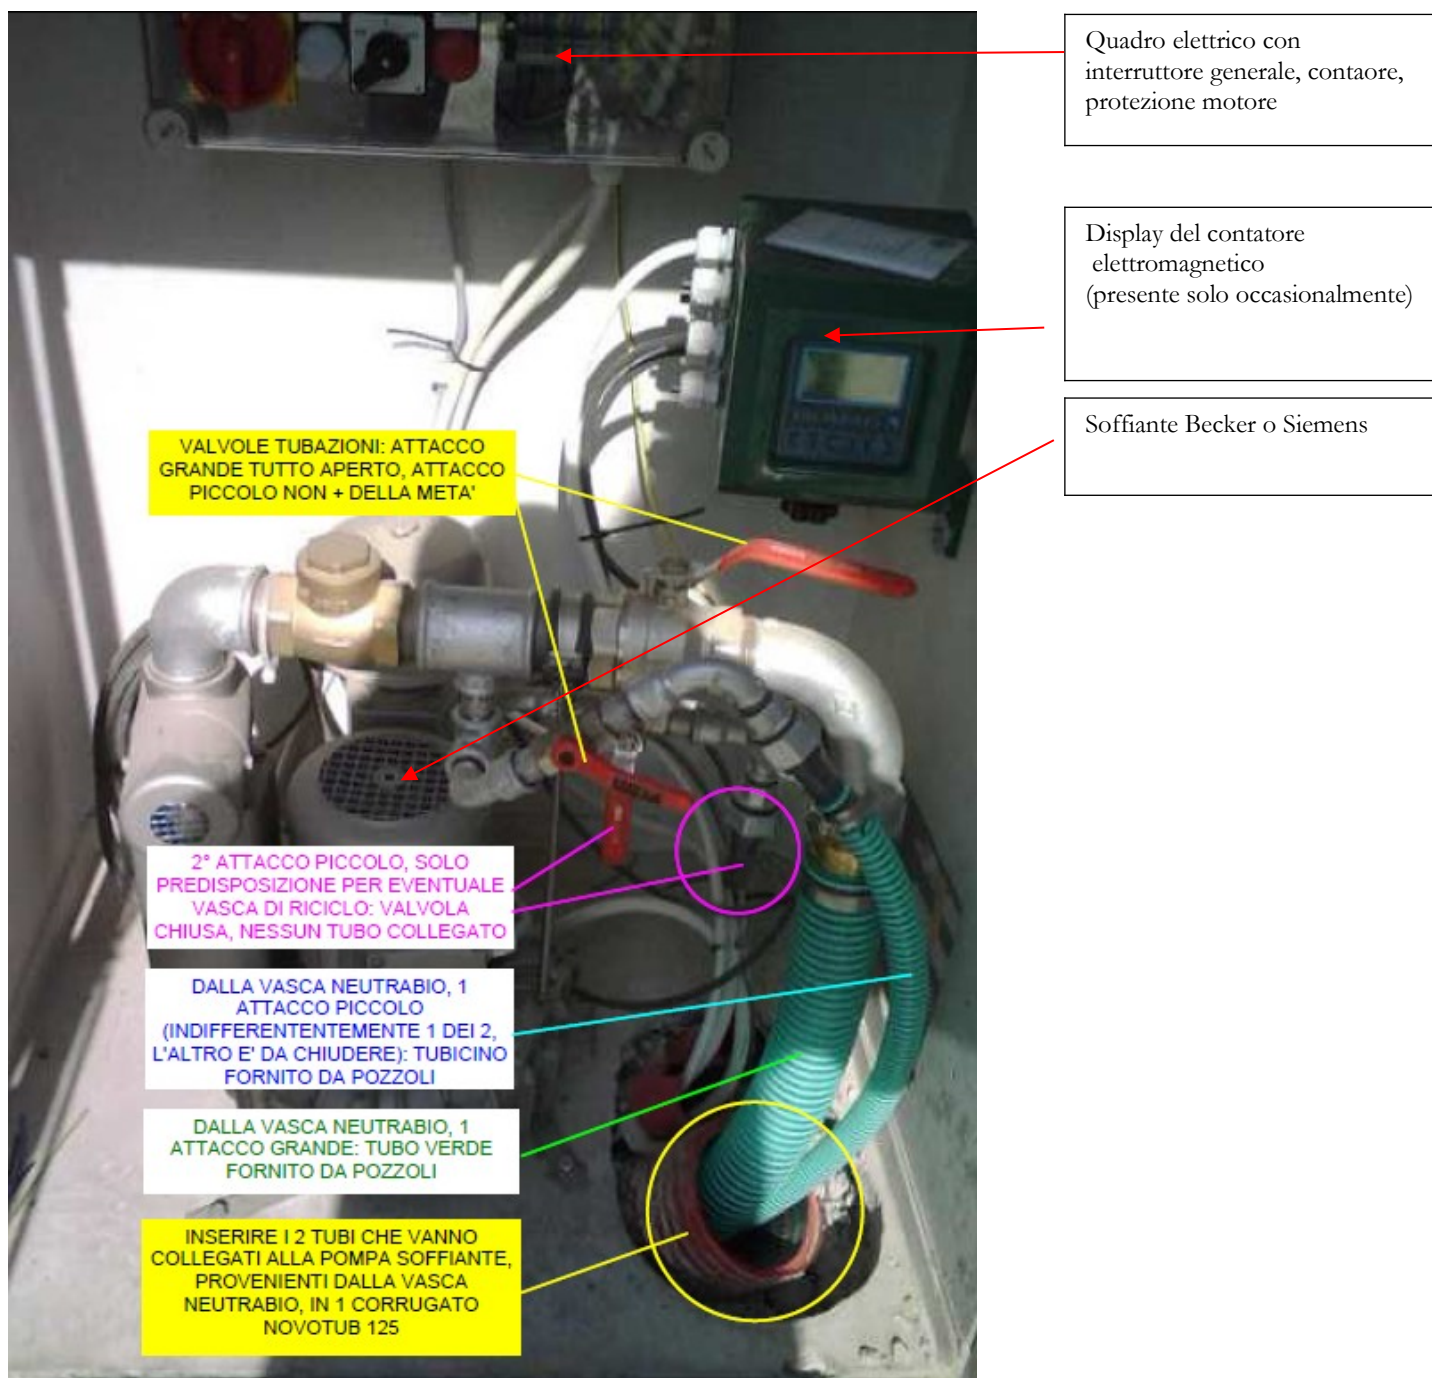 Quadro elettrico con
interruttore generale, contaore,
protezione motore
Display del contatore
elettromagnetico
(presente solo occasionalmente)
Soffiante Becker o Siemens
VALVOLE TUBAZIONI: ATTACCO
GRANDE TUTTO APERTO, ATTACCO
PICCOLO NON + DELLA META'
2° ATTACCO PICCOLO, SOLO
PREDISPOSIZIONE PER EVENTUALE
VASCA DI RICICLO: VALVOLA
CHIUSA, NESSUN TUBO COLLEGATO
DALLA VASCA NEUTRABIO, 1
ATTACCO PICCOLO
(INDIFFERENTENTEMENTE 1 DEI 2,
L'ALTRO E' DA CHIUDERE): TUBICINO
FORNITO DA POZZOLI
DALLA VASCA NEUTRABIO, 1
ATTACCO GRANDE: TUBO VERDE
FORNITO DA POZZOLI
INSERIRE I 2 TUBI CHE VANNO
COLLEGATI ALLA POMPA SOFFIANTE,
PROVENIENTI DALLA VASCA
NEUTRABIO, IN 1 CORRUGATO
NOVOTUB 125